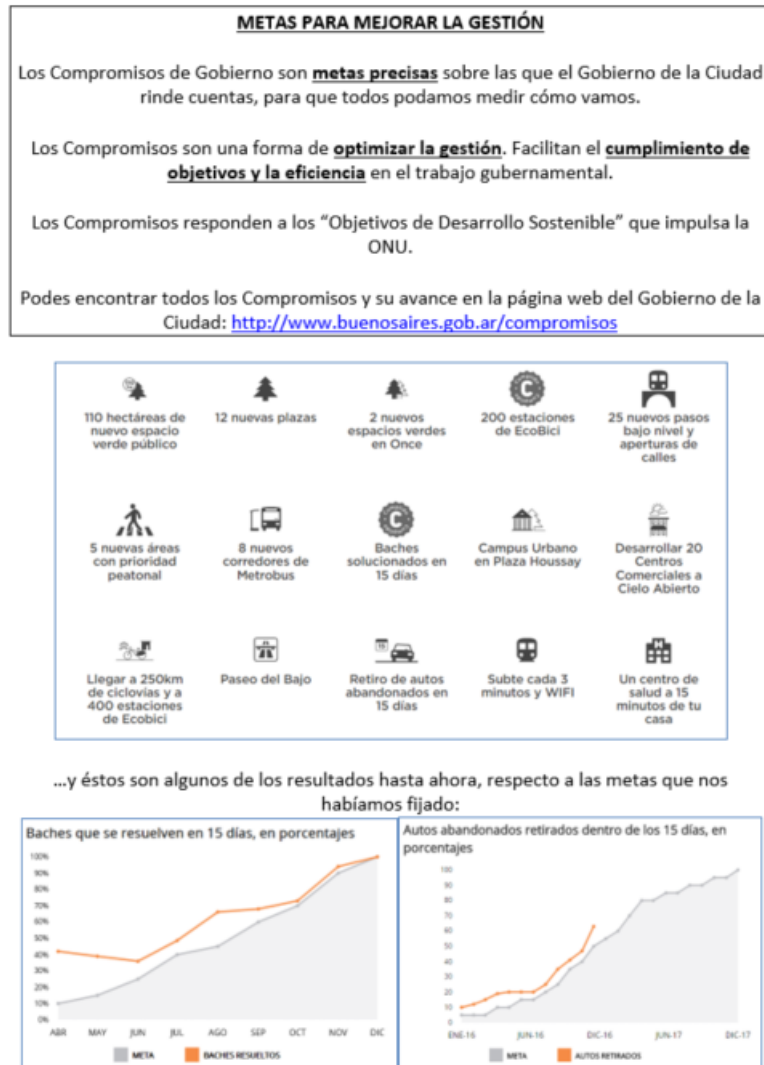 METAS PARA MEJORAR LA GESTIÓN
Los Compromisos de Gobierno son metas precisas sobre las que el Gobierno de la Ciudad
rinde cuentas, para que todos podamos medir cómo vamos.
Los Compromisos son una forma de optimizar la gestión. Facilitan el cumplimiento de
objetivos y la eficiencia en el trabajo gubernamental.
Los Compromisos responden a los “Objetivos de Desarrollo Sostenible” que impulsa la
ONU.
Podes encontrar todos los Compromisos y su avance en la página web del Gobierno de la
Ciudad: http://www.buenosaires.gob.ar/compromisos
110 hectáreas de
nuevo espacio
verde público
12 nuevas plazas
2 nuevos
espacios verdes
en Once
C
200 estaciones
de EcoBici
25 nuevos pasos
bajo nivel y
aperturas de
calles
5 nuevas áreas
con prioridad
peatonal
8 nuevos
corredores de
Metrobus
C
Baches
solucionados en
15 días
Campus Urbano
en Plaza Houssay
Desarrollar 20
Centros
Comerciales a
Cielo Abierto
Llegar a 250km
de ciclovías y a
400 estaciones
de Ecobici
Paseo del Bajo
15
Retiro de autos
abandonados en
15 días
Subte cada 3
minutos y WIFI
Un centro de
salud a 15
minutos de tu
casa
...y éstos son algunos de los resultados hasta ahora, respecto a las metas que nos
habíamos fijado:
Baches que se resuelven en 15 días, en porcentajes
100%
90%
80%
70%
60%
50%
40%
30%
20%
10%
0%
ABR MAY JUN JUL AGO SEP OCT NOV DIC
META BACHES RESUELTOS
Autos abandonados retirados dentro de los 15 días, en
porcentajes
100
90
80
70
60
50
40
30
20
10
0
ENE-16 JUN-16 DIC-16 JUN-17 DIC-17
META AUTOS RETIRADOS